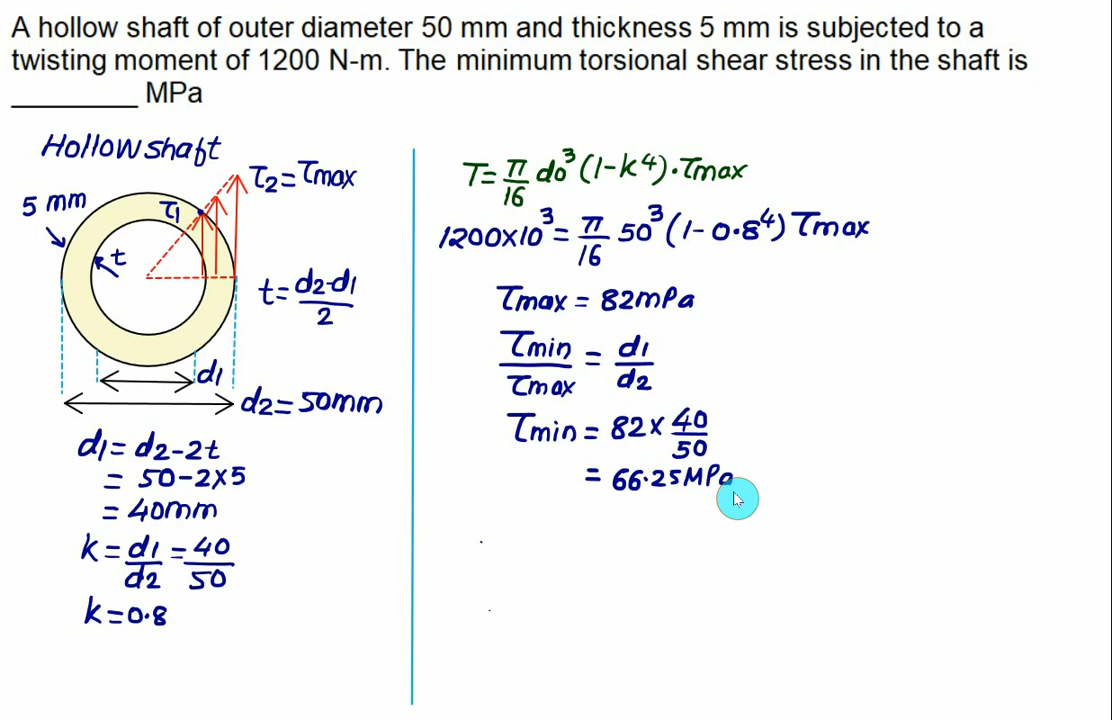 A hollow shaft of outer diameter 50 mm and thickness 5 mm is subjected to a
twisting moment of 1200 N-m. The minimum torsional shear stress in the shaft is
_________ MPa
Hollow shaft
τ2 = τmax
5 mm
τ1
t
t = (d2-d1)/2
d1
d2 = 50mm
d1 = d2-2t
= 50-2×5
= 40mm
k = d1/d2 = 40/50
k = 0.8
T = π/16 do³ (1-k⁴)·τmax
1200×10³ = π/16 50³ (1-0.8⁴) τmax
τmax = 82mPa
τmin/τmax = d1/d2
τmin = 82 × 40/50
= 66.25MPa